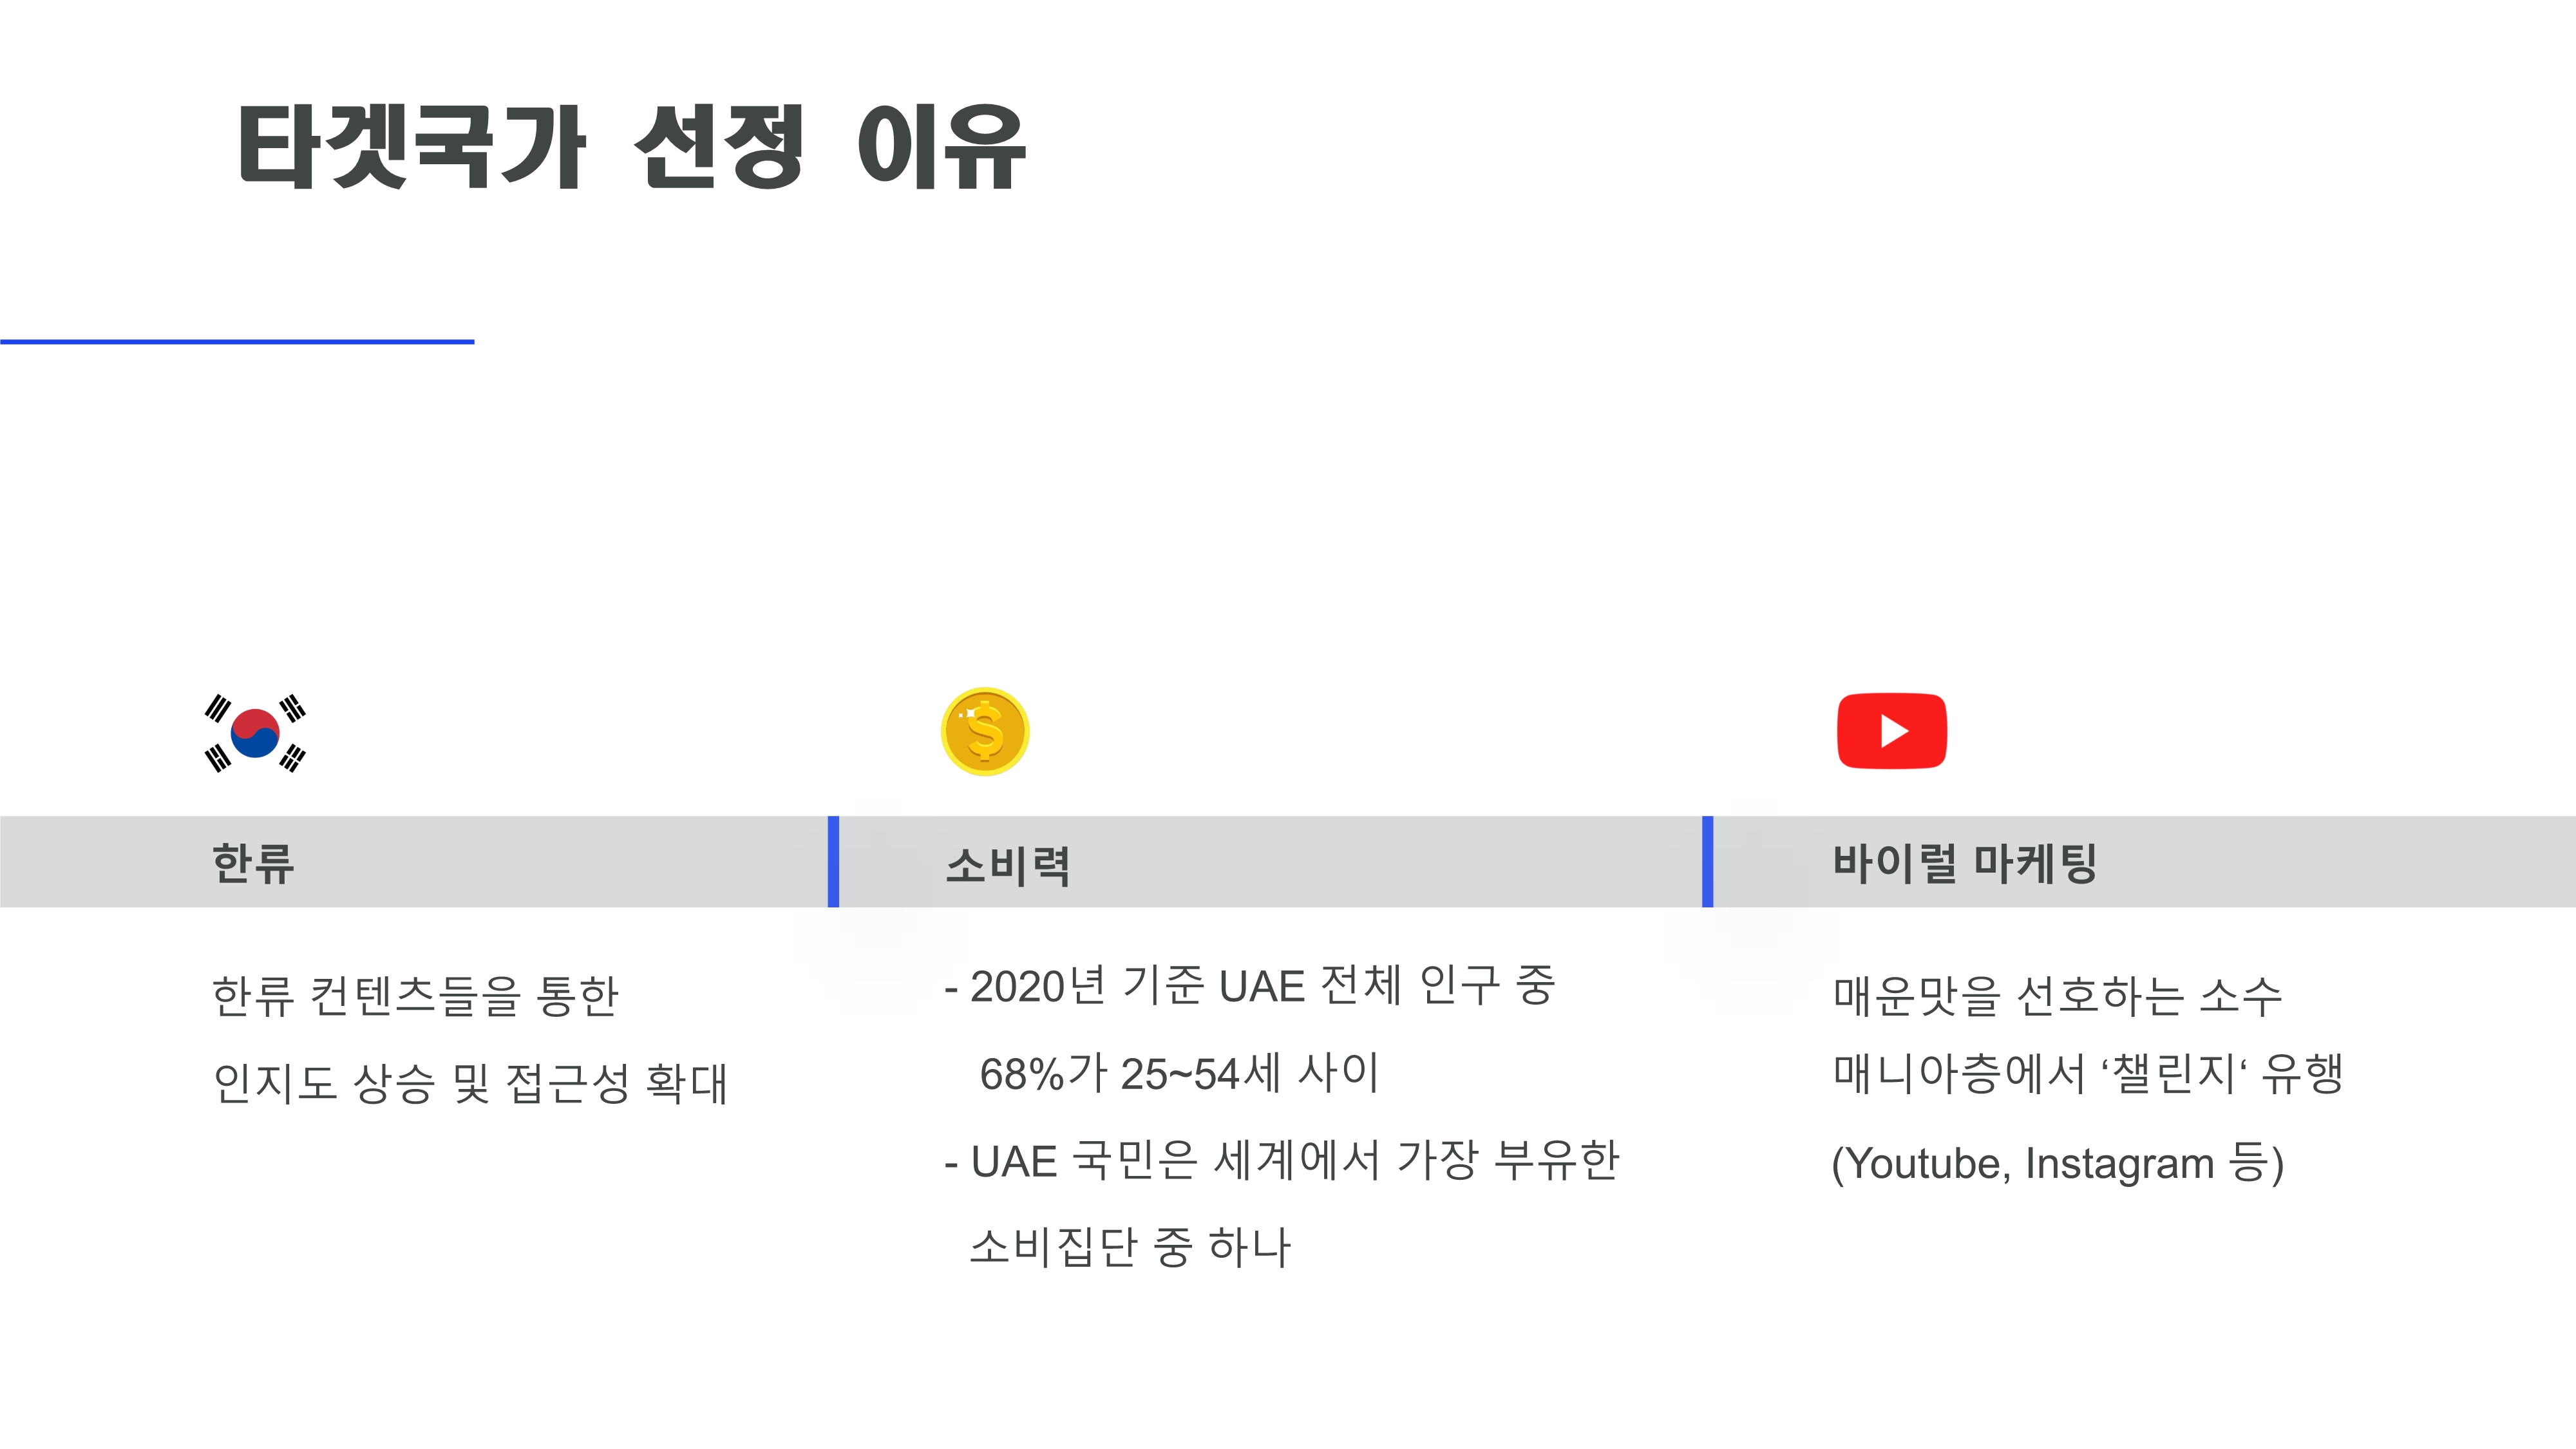 타겟국가 선정 이유
한류
한류 컨텐츠들을 통한
인지도 상승 및 접근성 확대
소비력
- 2020년 기준 UAE 전체 인구 중
68%가 25~54세 사이
- UAE 국민은 세계에서 가장 부유한
소비집단 중 하나
바이럴 마케팅
매운맛을 선호하는 소수
매니아층에서 ‘챌린지‘ 유행
(Youtube, Instagram 등)